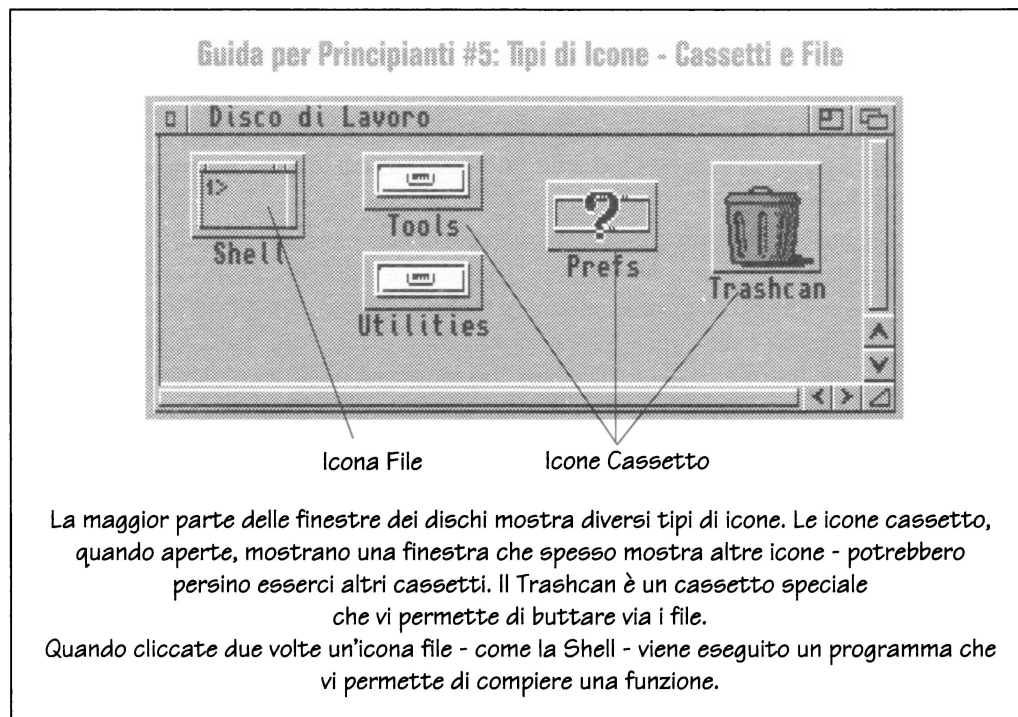 Guida per Principianti #5: Tipi di Icone - Cassetti e File
Disco di Lavoro
1>
Shell
Tools
Utilities
Prefs
Trashcan
Icona File
Icone Cassetto
La maggior parte delle finestre dei dischi mostra diversi tipi di icone. Le icone cassetto,
quando aperte, mostrano una finestra che spesso mostra altre icone - potrebbero
persino esserci altri cassetti. Il Trashcan è un cassetto speciale
che vi permette di buttare via i file.
Quando cliccate due volte un'icona file - come la Shell - viene eseguito un programma che
vi permette di compiere una funzione.